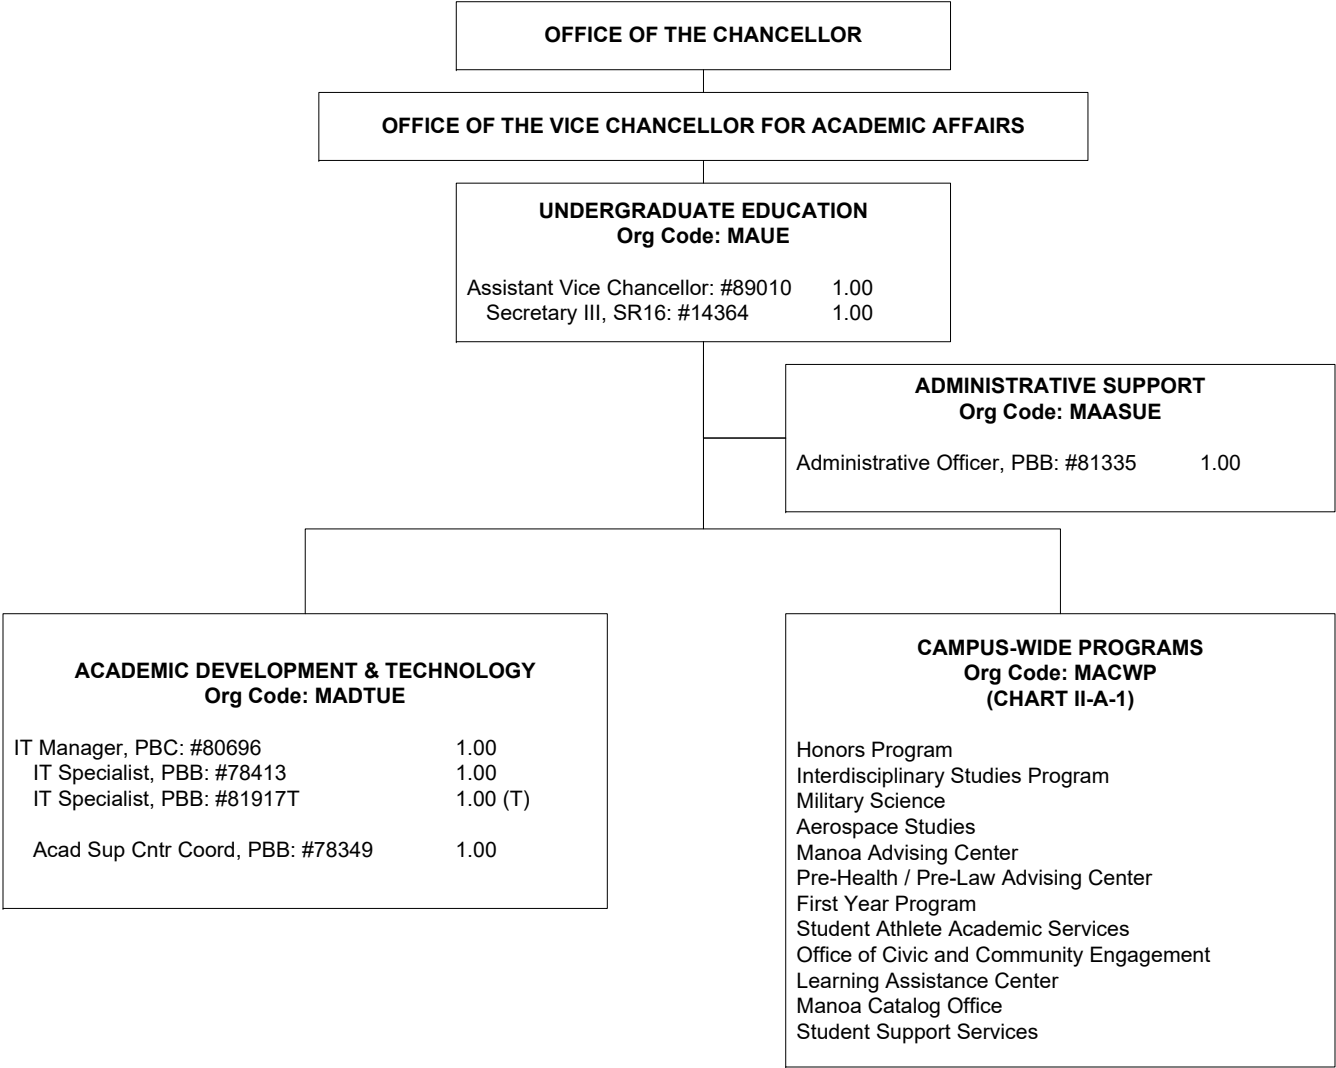 OFFICE OF THE CHANCELLOR
OFFICE OF THE VICE CHANCELLOR FOR ACADEMIC AFFAIRS
UNDERGRADUATE EDUCATION
Org Code: MAUE
Assistant Vice Chancellor: #89010 1.00
Secretary III, SR16: #14364 1.00
ADMINISTRATIVE SUPPORT
Org Code: MAASUE
Administrative Officer, PBB: #81335 1.00
ACADEMIC DEVELOPMENT & TECHNOLOGY
Org Code: MADTUE
IT Manager, PBC: #80696 1.00
IT Specialist, PBB: #78413 1.00
IT Specialist, PBB: #81917T 1.00 (T)
Acad Sup Cntr Coord, PBB: #78349 1.00
CAMPUS-WIDE PROGRAMS
Org Code: MACWP
(CHART II-A-1)
Honors Program
Interdisciplinary Studies Program
Military Science
Aerospace Studies
Manoa Advising Center
Pre-Health / Pre-Law Advising Center
First Year Program
Student Athlete Academic Services
Office of Civic and Community Engagement
Learning Assistance Center
Manoa Catalog Office
Student Support Services